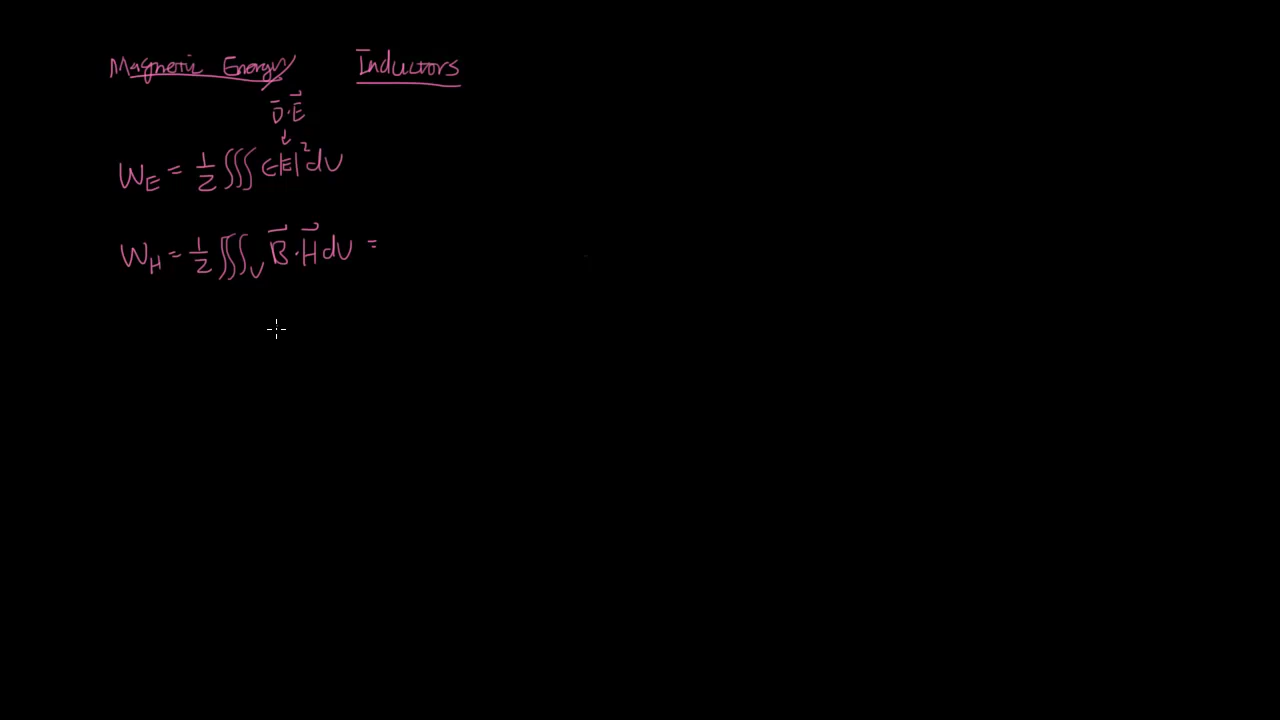 Magnetic Energy Inductors
D⃗·E⃗
↓
W_E = 1/2 ∭ ϵ|E|² dV
W_H = 1/2 ∭_V B⃗·H⃗ dV =